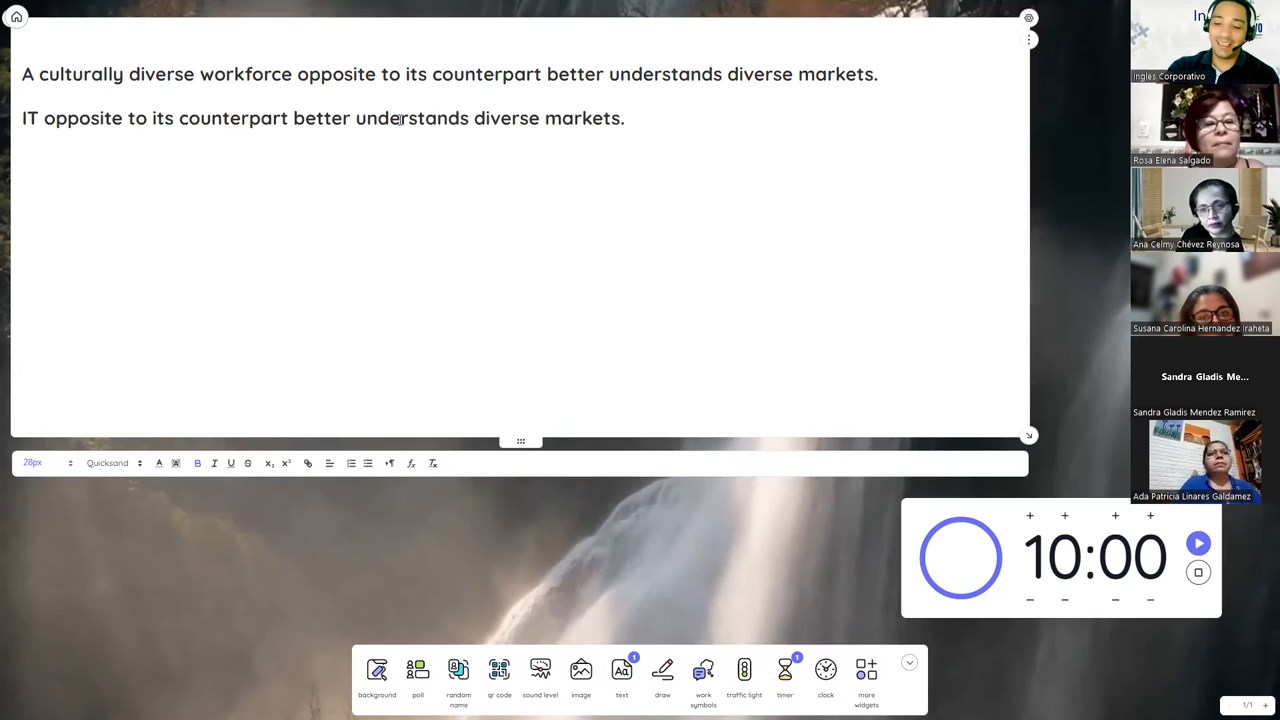 A culturally diverse workforce opposite to its counterpart better understands diverse markets.
IT opposite to its counterpart better understands diverse markets.
28px
Quicksand
10:00
background
poll
random name
qr code
sound level
image
text
draw
work symbols
traffic light
timer
clock
more widgets
1
1
1/1
Ingles Corporativo
Rosa Elena Salgado
Ana Celmy Chévez Reynosa
Susana Carolina Hernandez Iraheta
Sandra Gladis Me...
Sandra Gladis Mendez Ramirez
Ada Patricia Linares Galdamez